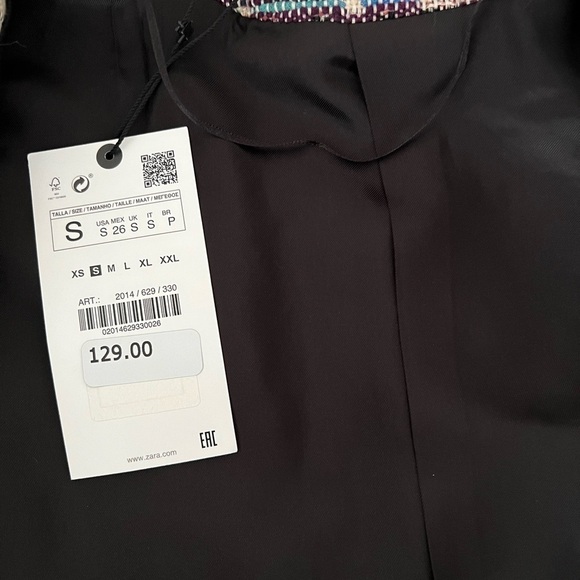 FSC
TALLA / SIZE / TAMANHO / TAILLE / MAAT / ΜΕΓΕΘΟΣ
S
USA MEX UK IT BR
S 26 S S P
XS S M L XL XXL
ART.: 2014 / 629 / 330
02014629330026
129.00
EAC
www.zara.com